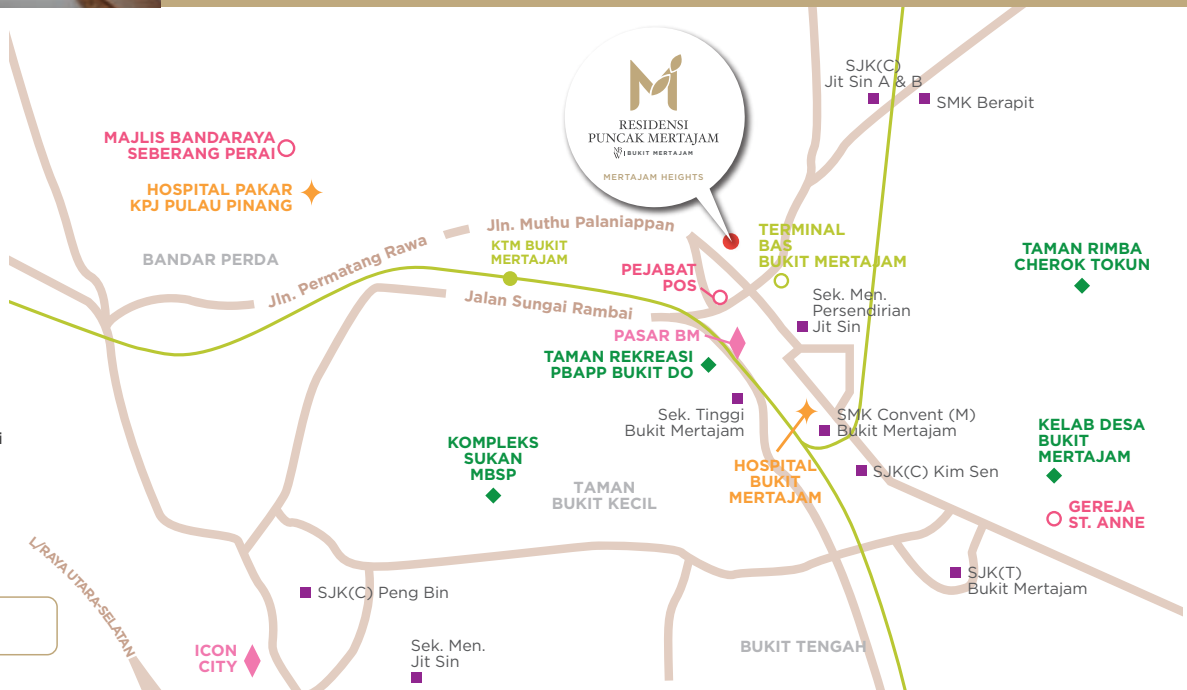 SJK(C)
Jit Sin A & B
SMK Berapit
M
RESIDENSI
PUNCAK MERTAJAM
BUKIT MERTAJAM
MERTAJAM HEIGHTS
MAJLIS BANDARAYA
SEBERANG PERAI
HOSPITAL PAKAR
KPJ PULAU PINANG
BANDAR PERDA
Jln. Permatang Rawa
Jln. Muthu Palaniappan
KTM BUKIT
MERTAJAM
Jalan Sungai Rambai
TERMINAL
BAS
BUKIT MERTAJAM
PEJABAT
POS
TAMAN RIMBA
CHEROK TOKUN
Sek. Men.
Persendirian
Jit Sin
PASAR BM
TAMAN REKREASI
PBAPP BUKIT DO
Sek. Tinggi
Bukit Mertajam
SMK Convent (M)
Bukit Mertajam
KELAB DESA
BUKIT
MERTAJAM
i
KOMPLEKS
SUKAN
MBSP
TAMAN
BUKIT KECIL
HOSPITAL
BUKIT
MERTAJAM
SJK(C) Kim Sen
GEREJA
ST. ANNE
L/RAYA UTARA-SELATAN
SJK(C) Peng Bin
SJK(T)
Bukit Mertajam
ICON
CITY
Sek. Men.
Jit Sin
BUKIT TENGAH